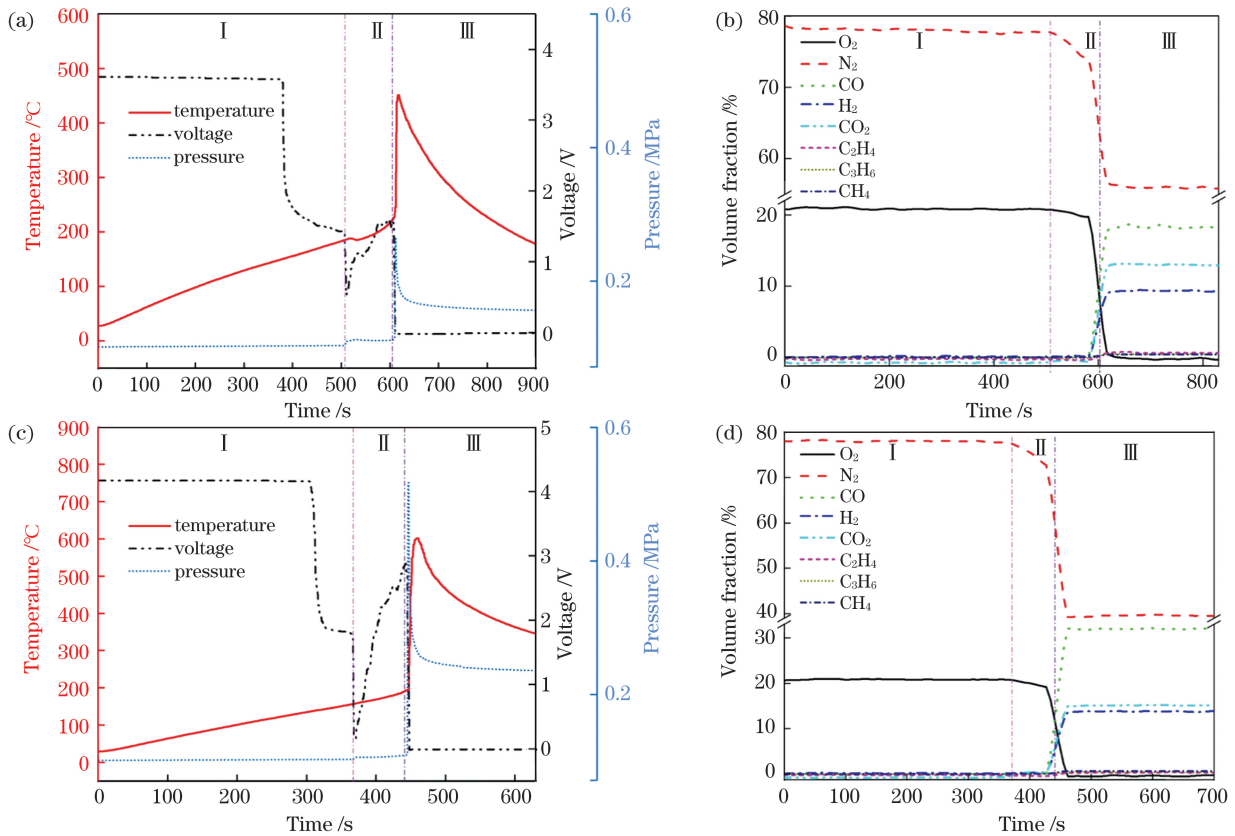 (a)
Temperature /℃
600
500
400
300
200
100
0
Ⅰ
Ⅱ
Ⅲ
temperature
voltage
pressure
4
3
2
1
0
Voltage /V
0.6
0.4
0.2
Pressure /MPa
0 100 200 300 400 500 600 700 800 900
Time /s
(b)
Volume fraction /%
80
70
60
20
10
0
Ⅰ
Ⅱ
Ⅲ
O₂
N₂
CO
H₂
CO₂
C₂H₄
C₃H₆
CH₄
0 200 400 600 800
Time /s
(c)
Temperature /℃
900
800
700
600
500
400
300
200
100
0
Ⅰ
Ⅱ
Ⅲ
temperature
voltage
pressure
5
4
3
2
1
0
Voltage /V
0.6
0.4
0.2
Pressure /MPa
0 100 200 300 400 500 600
Time /s
(d)
Volume fraction /%
80
70
60
50
40
30
20
10
0
Ⅰ
Ⅱ
Ⅲ
O₂
N₂
CO
H₂
CO₂
C₂H₄
C₃H₆
CH₄
0 100 200 300 400 500 600 700
Time /s